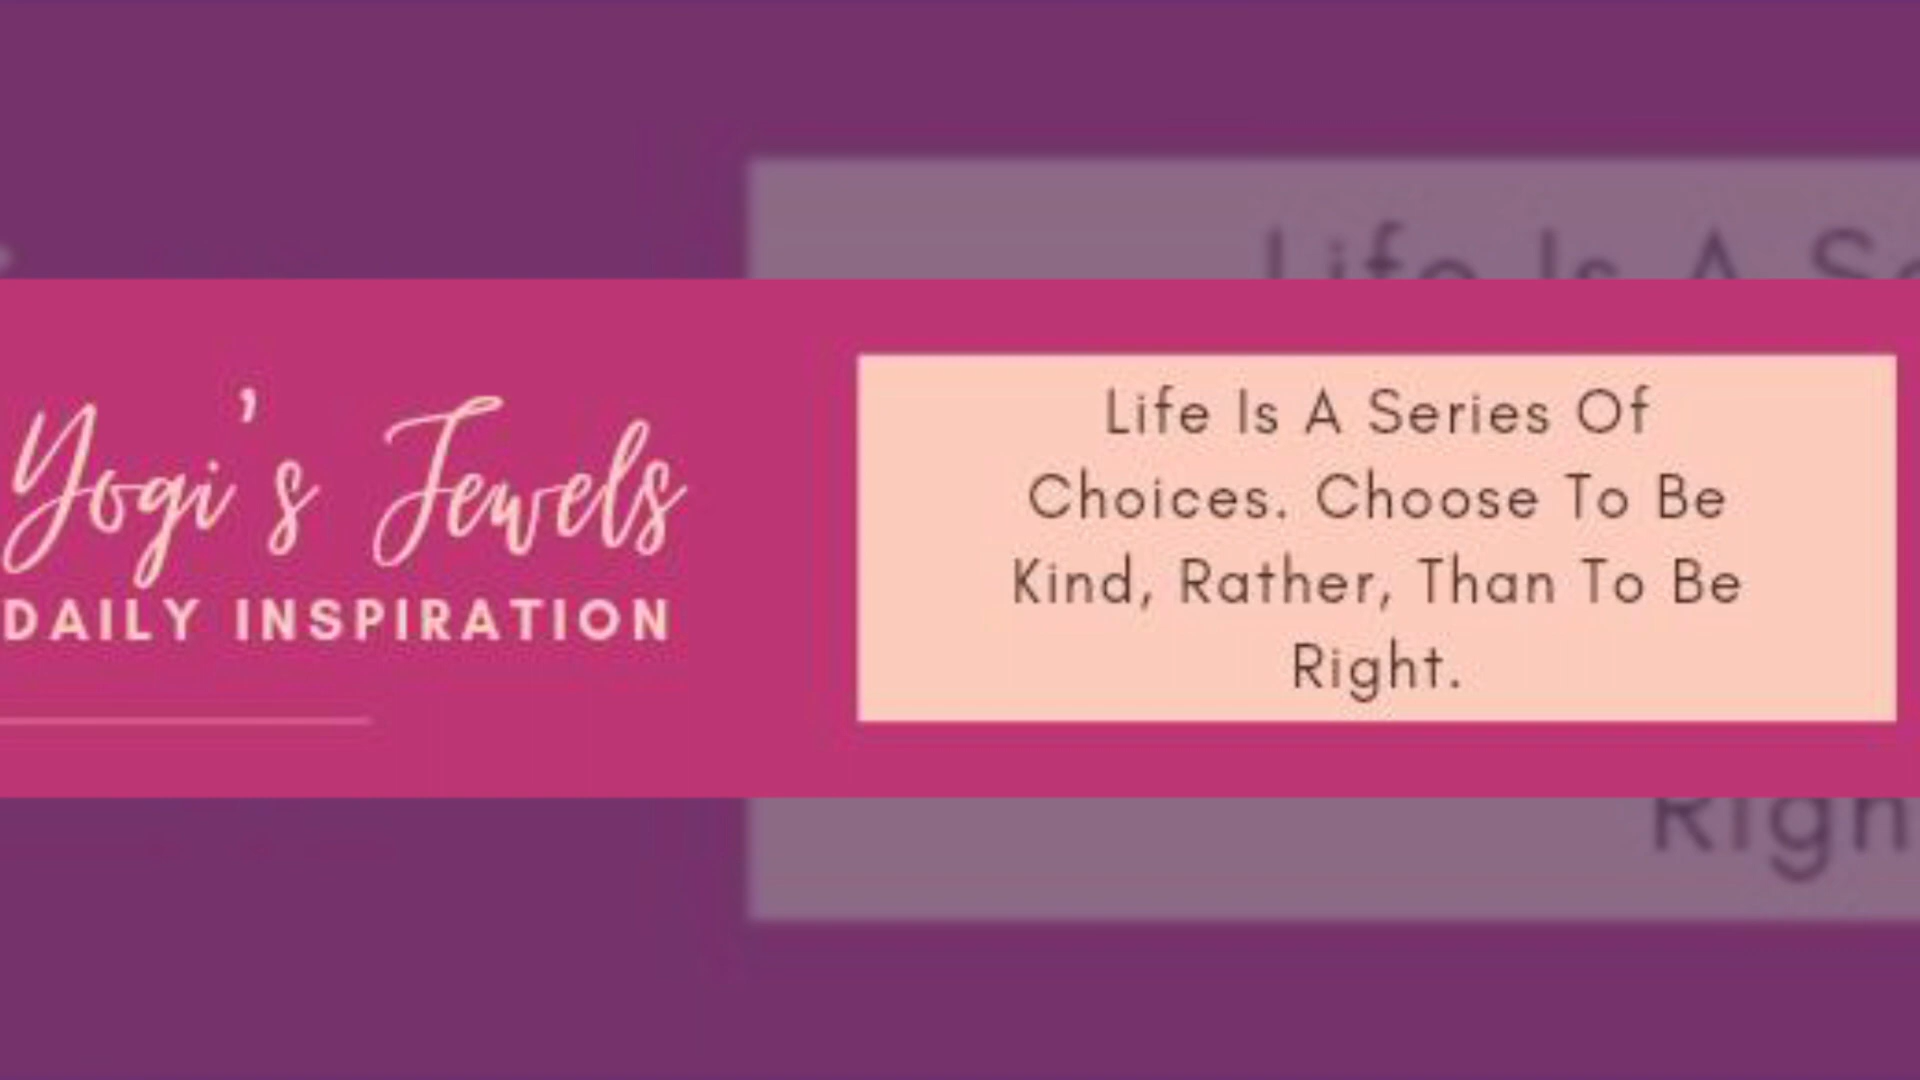 Yogi's Jewels
DAILY INSPIRATION
Life Is A Series Of
Choices. Choose To Be
Kind, Rather, Than To Be
Right.